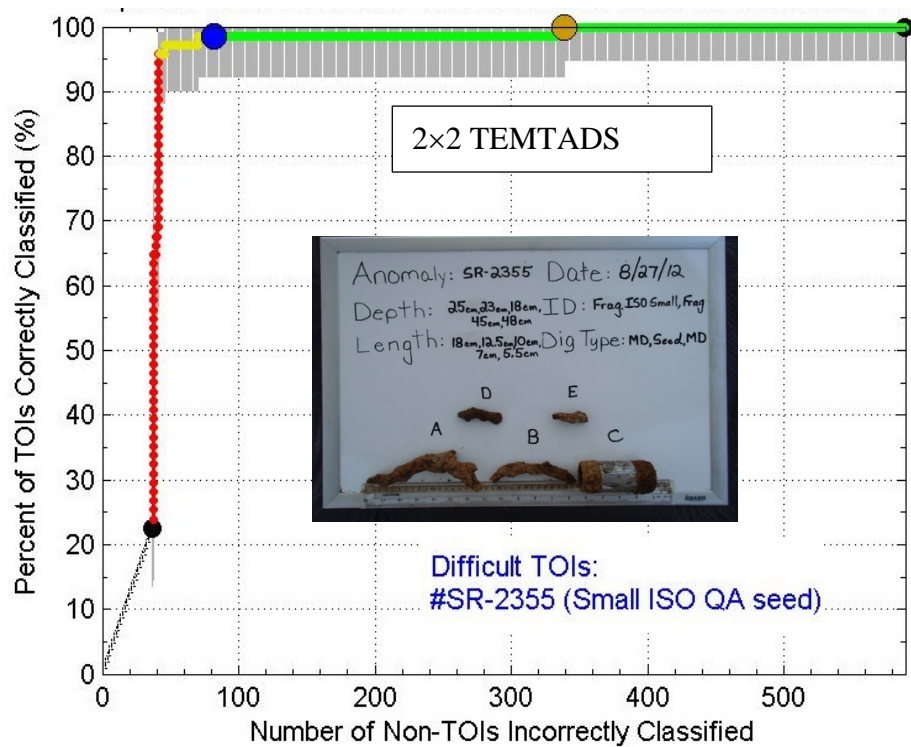 100
90
80
70
60
50
40
30
20
10
0
Percent of TOIs Correctly Classified (%)
2×2 TEMTADS
Anomaly: SR-2355 Date: 8/27/12
Depth: 25cm, 23cm, 18cm, ID: Frag, ISO Small, Frag
45cm, 48cm
Length: 18cm, 12.5cm, 10cm, Dig Type: MD, Seed, MD
7cm, 5.5cm
D E
A B C
Difficult TOIs:
#SR-2355 (Small ISO QA seed)
0 100 200 300 400 500
Number of Non-TOIs Incorrectly Classified